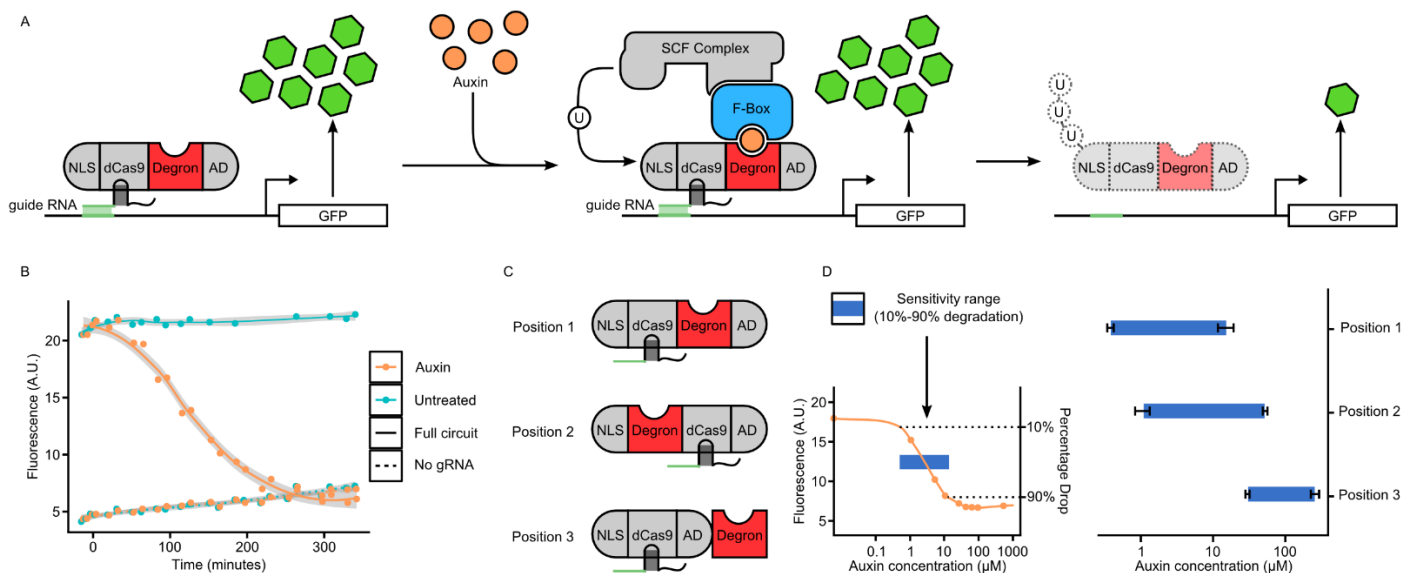 A
Auxin
SCF Complex
F-Box
U
U
U
U
NLS dCas9 Degron AD
guide RNA
GFP
NLS dCas9 Degron AD
guide RNA
GFP
NLS dCas9 Degron AD
GFP
B
Fluorescence (A.U.)
20
15
10
5
0 100 200 300
Time (minutes)
Auxin
Untreated
Full circuit
No gRNA
C
Position 1
NLS dCas9 Degron AD
Position 2
NLS Degron dCas9 AD
Position 3
NLS dCas9 AD Degron
D
Sensitivity range
(10%-90% degradation)
Fluorescence (A.U.)
20
15
10
5
0.1 1 10 100 1000
Auxin concentration (µM)
10%
90%
Percentage Drop
Position 1
Position 2
Position 3
1 10 100
Auxin concentration (µM)